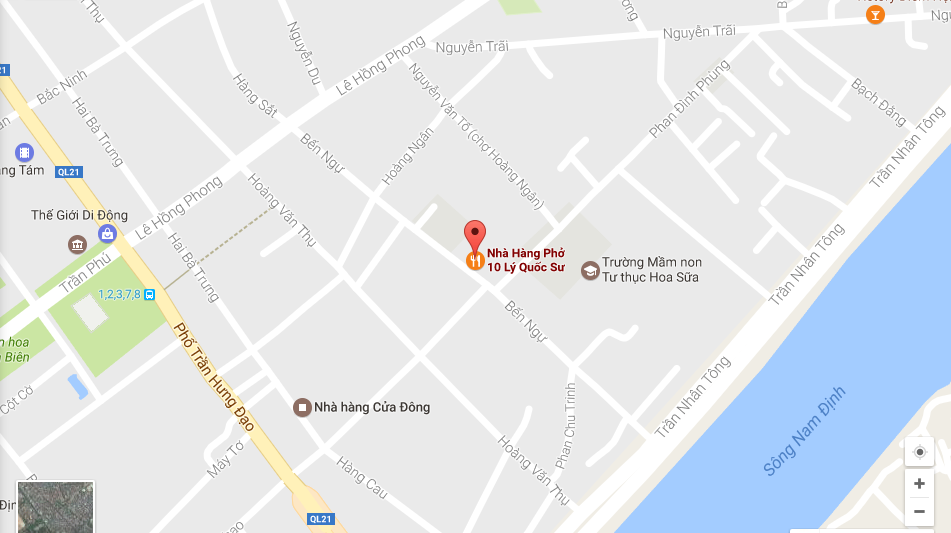 Nguyễn Du
Lê Hồng Phong
Nguyễn Trãi
Nguyễn Trãi
Bắc Ninh
Hai Bà Trưng
Hàng Sắt
Bến Ngự
Hoàng Ngân
Nguyễn Văn Tố (chợ Hoàng Ngân)
Phan Đình Phùng
Bạch Đằng
Trần Nhân Tông
QL21
Thế Giới Di Động
Lê Hồng Phong
Hoàng Văn Thụ
Hai Bà Trưng
Trần Phú
1,2,3,7,8
Nhà Hàng Phở
10 Lý Quốc Sư
Trường Mầm non
Tư thục Hoa Sữa
Trần Nhân Tông
Bến Ngự
Phố Trần Hưng Đạo
Cột Cờ
Nhà hàng Cửa Đông
Phan Chu Trinh
Trần Nhân Tông
Sông Nam Định
Máy Tơ
Hàng Cau
Hoàng Văn Thụ
QL21